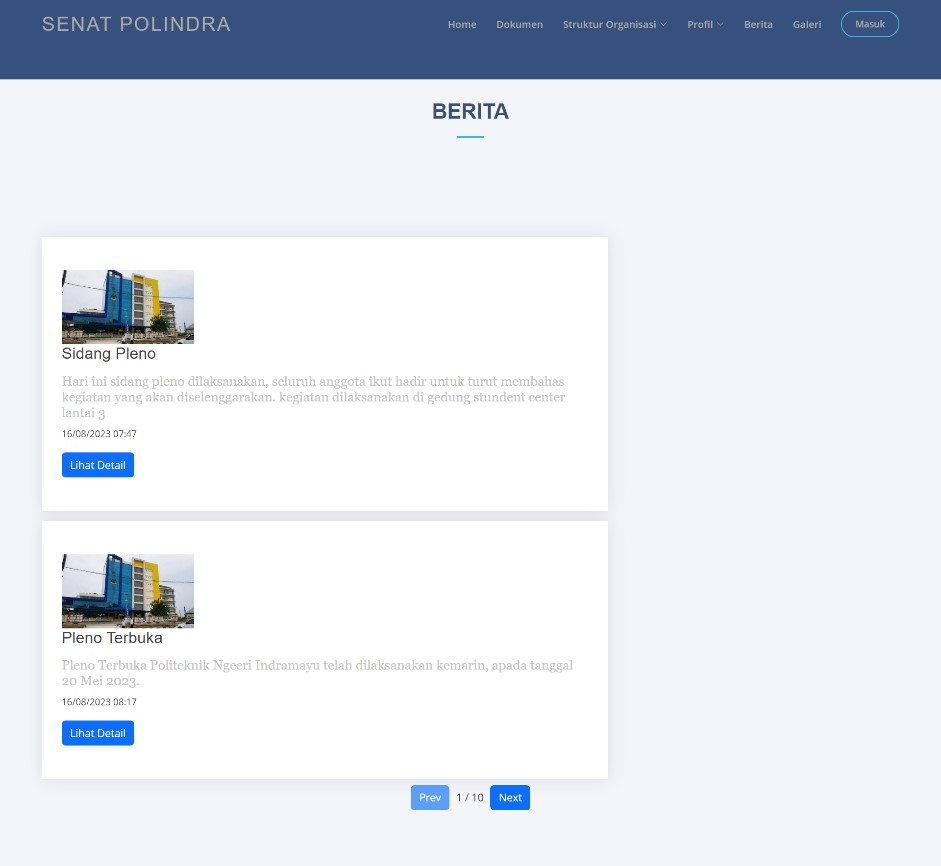 SENAT POLINDRA
Home Dokumen Struktur Organisasi Profil Berita Galeri Masuk
BERITA
Sidang Pleno
Hari ini sidang pleno dilaksanakan, seluruh anggota ikut hadir untuk turut membahas
kegiatan yang akan diselenggarakan. kegiatan dilaksanakan di gedung stundent center
lantai 3
16/08/2023 07:47
Lihat Detail
Pleno Terbuka
Pleno Terbuka Politeknik Ngeeri Indramayu telah dilaksanakan kemarin, apada tanggal
20 Mei 2023.
16/08/2023 08:17
Lihat Detail
Prev 1 / 10 Next